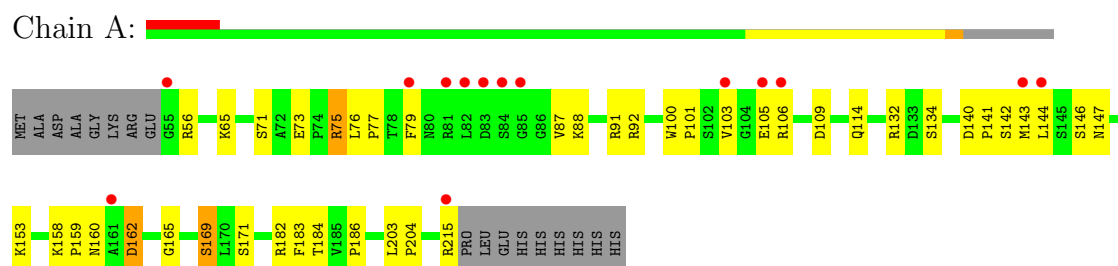 Chain A:
MET ALA ASP ALA GLY LYS ARG GLU G55 R56 K65 S71 A72 E73 P74 R75 L76 P77 T78 F79 N80 R81 L82 D83 S84 G85 G86 V87 K88 R91 R92 W100 P101 S102 V103 G104 E105 R106 D109 Q114 R132 D133 S134 D140 P141 S142 M143 L144 S145 S146 N147
K153 K158 P159 N160 A161 D162 G165 S169 L170 S171 R182 F183 T184 V185 P186 L203 P204 R215 PRO LEU GLU HIS HIS HIS HIS HIS HIS